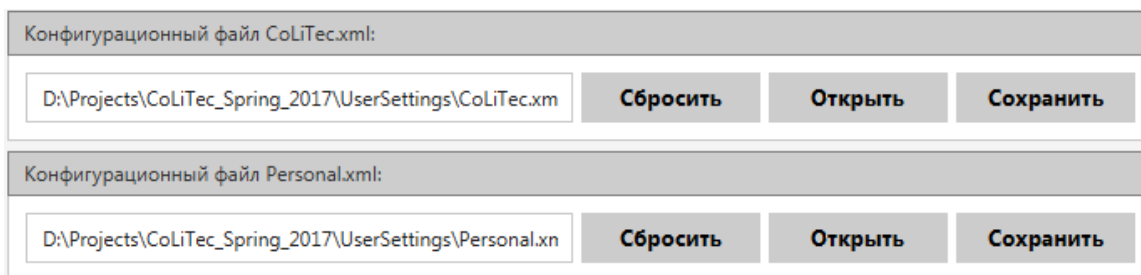 Конфигурационный файл CoLiTec.xml:
D:\Projects\CoLiTec_Spring_2017\UserSettings\CoLiTec.xm Сбросить Открыть Сохранить
Конфигурационный файл Personal.xml:
D:\Projects\CoLiTec_Spring_2017\UserSettings\Personal.xn Сбросить Открыть Сохранить